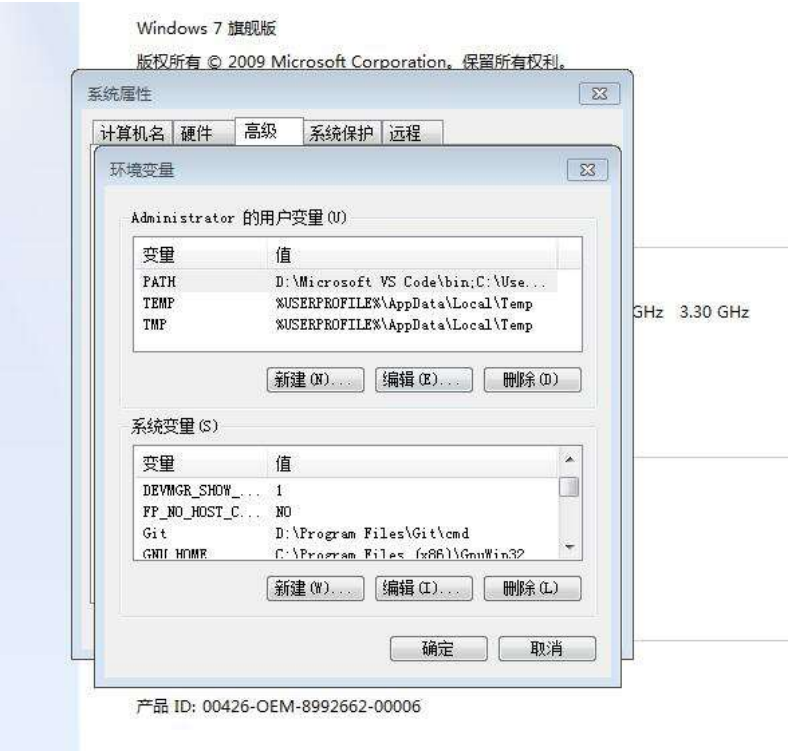 Windows 7 旗舰版
版权所有 © 2009 Microsoft Corporation。保留所有权利。
系统属性
计算机名 硬件 高级 系统保护 远程
环境变量
Administrator 的用户变量(U)
变量 值
PATH D:\Microsoft VS Code\bin;C:\Use...
TEMP %USERPROFILE%\AppData\Local\Temp
TMP %USERPROFILE%\AppData\Local\Temp
GHz 3.30 GHz
新建(N)... 编辑(E)... 删除(D)
系统变量(S)
变量 值
DEVMGR_SHOW_... 1
FP_NO_HOST_C... NO
Git D:\Program Files\Git\cmd
GNU_HOME C:\Program Files (x86)\GnuWin32
新建(W)... 编辑(I)... 删除(L)
确定 取消
产品 ID: 00426-OEM-8992662-00006